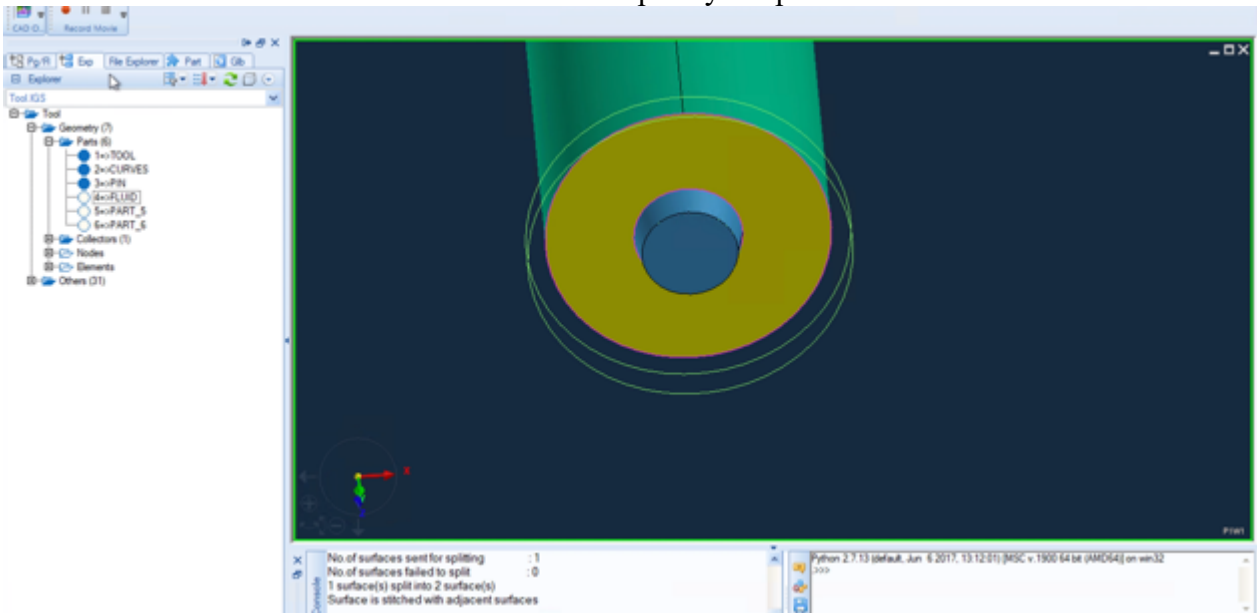 CAD O...
Record Movie
Exp
File Explorer
Part
Glb
Explorer
Tool.IGS
Tool
Geometry (7)
Parts (6)
1=>TOOL
2=>CURVES
3=>PIN
4=>FLUID
5=>PART_5
6=>PART_6
Collectors (1)
Nodes
Elements
Others (31)
X
No.of surfaces sent for splitting : 1
No.of surfaces failed to split : 0
1 surface(s) split into 2 surface(s)
Surface is stitched with adjacent surfaces
Console
Python 2.7.13 (default, Jun 6 2017, 13:12:01) [MSC v.1900 64 bit (AMD64)] on win32
>>>